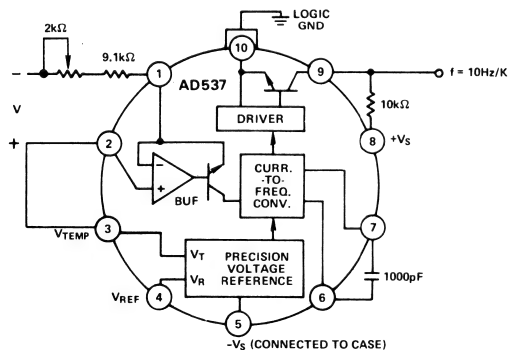 LOGIC
GND
2kΩ
9.1kΩ
10
1
AD537
9
f = 10Hz/K
−
V
+
DRIVER
10kΩ
8
+VS
2
−
+
BUF
CURR.
-TO-
FREQ.
CONV.
7
3
VTEMP
VT
VR
PRECISION
VOLTAGE
REFERENCE
1000pF
4
VREF
6
5
−VS (CONNECTED TO CASE)